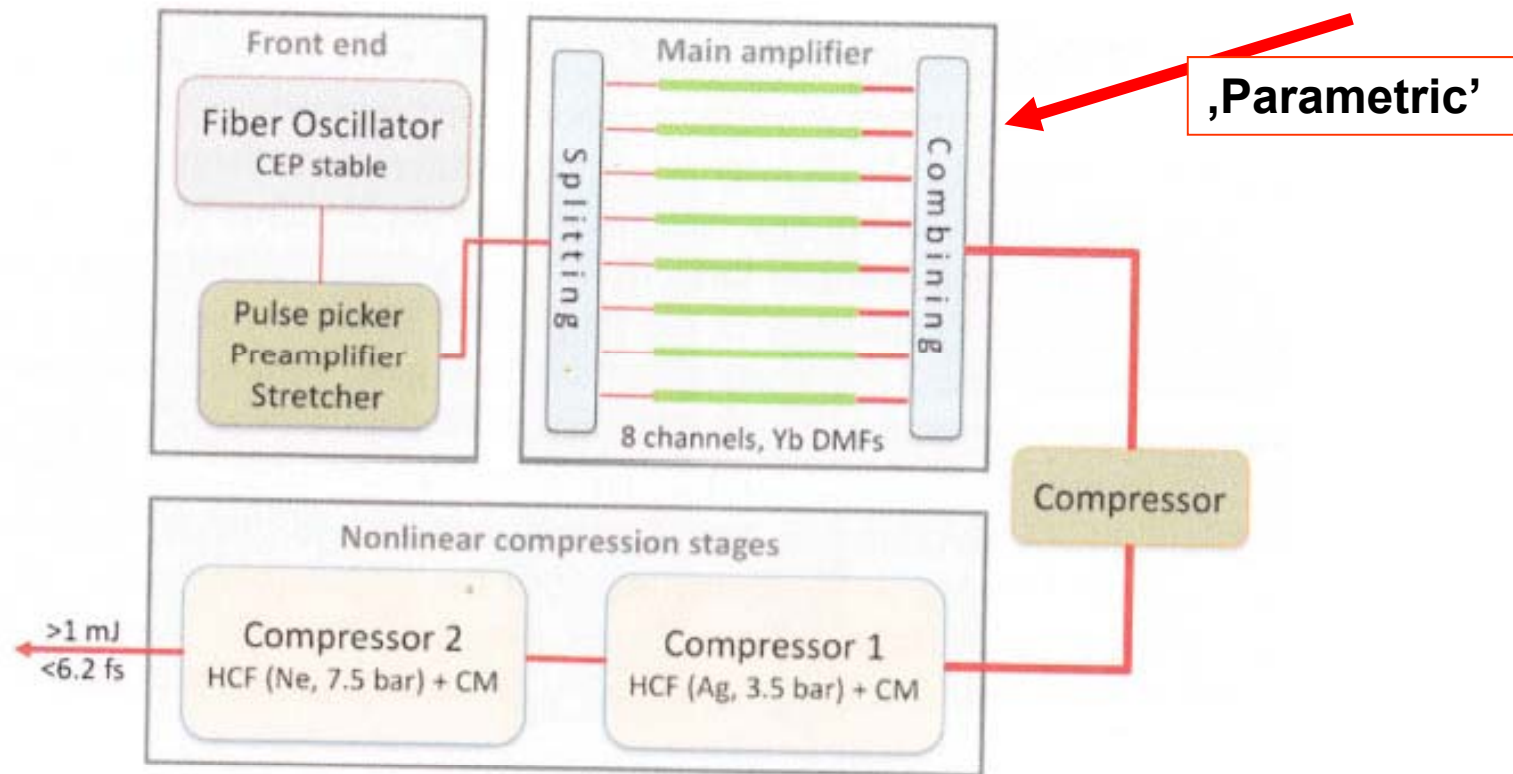 Front end
Fiber Oscillator
CEP stable
Pulse picker
Preamplifier
Stretcher
Main amplifier
Splitting
Combining
8 channels, Yb DMFs
‚Parametric’
Compressor
Nonlinear compression stages
Compressor 1
HCF (Ag, 3.5 bar) + CM
Compressor 2
HCF (Ne, 7.5 bar) + CM
>1 mJ
<6.2 fs